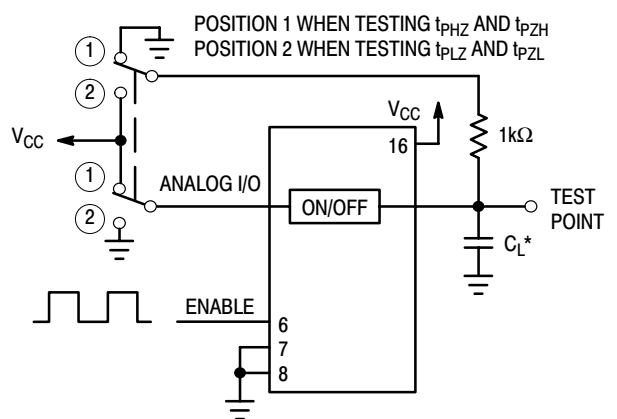 POSITION 1 WHEN TESTING tPHZ AND tPZH
POSITION 2 WHEN TESTING tPLZ AND tPZL
1
2
VCC
VCC
16
1kΩ
1
ANALOG I/O
ON/OFF
TEST
POINT
2
CL*
ENABLE
6
7
8